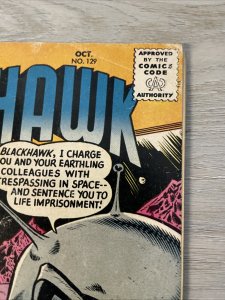 OCT.
NO. 129
APPROVED
BY THE
COMICS
CODE
CA
AUTHORITY
HAWK
BLACKHAWK, I CHARGE
YOU AND YOUR EARTHLING
COLLEAGUES WITH
TRESPASSING IN SPACE--
AND SENTENCE YOU TO
LIFE IMPRISONMENT!